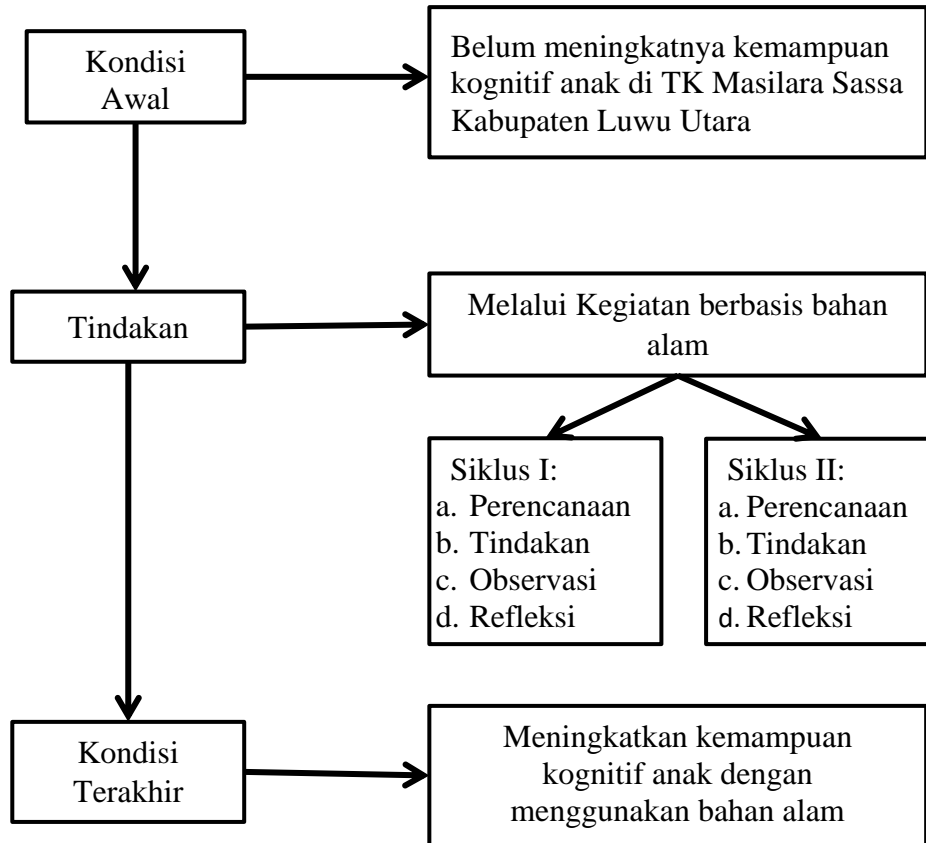 Kondisi
Awal
Belum meningkatnya kemampuan
kognitif anak di TK Masilara Sassa
Kabupaten Luwu Utara
Tindakan
Melalui Kegiatan berbasis bahan
alam
Siklus I:
a. Perencanaan
b. Tindakan
c. Observasi
d. Refleksi
Siklus II:
a. Perencanaan
b. Tindakan
c. Observasi
d. Refleksi
Kondisi
Terakhir
Meningkatkan kemampuan
kognitif anak dengan
menggunakan bahan alam